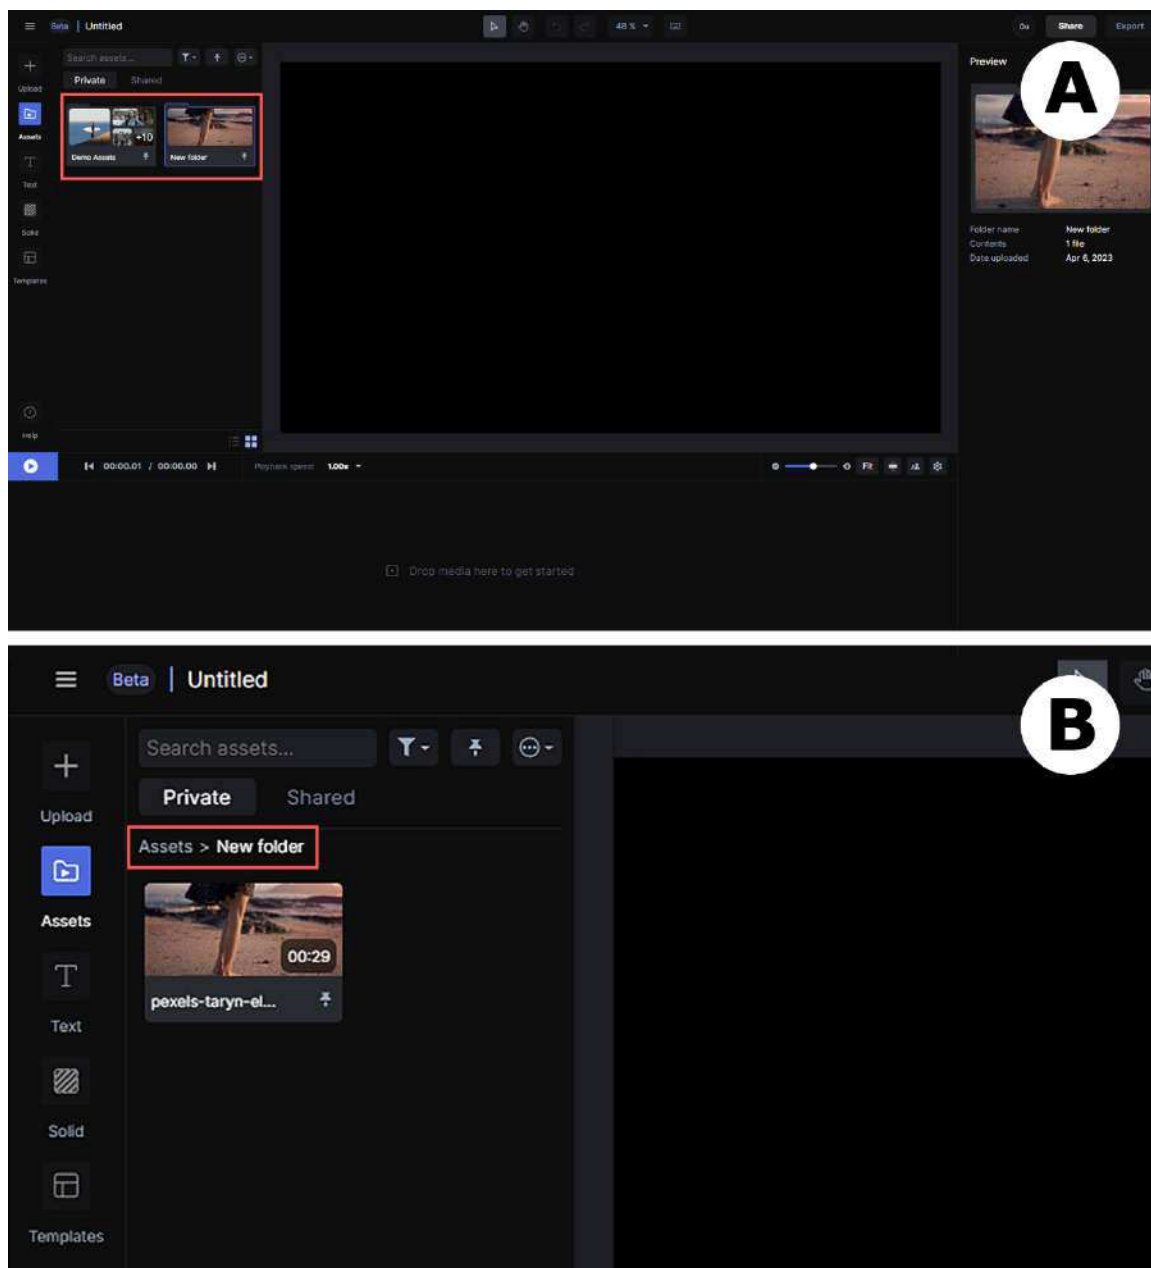 Beta | Untitled
48 %
Share
Export
Search assets...
Private
Shared
Upload
Assets
Text
Solid
Templates
Help
+10
Demo Assets
New folder
Preview
A
Folder name
New folder
Contents
1 file
Date uploaded
Apr 6, 2023
00:00.01 / 00:00.00
Playback speed
1.00x
Fit
Drop media here to get started
Beta | Untitled
B
Search assets...
Private
Shared
Upload
Assets > New folder
Assets
00:29
pexels-taryn-el...
Text
Solid
Templates